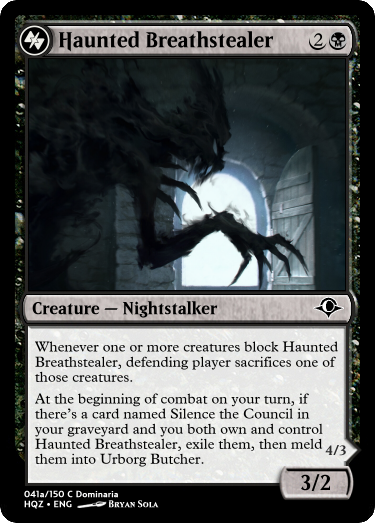 Haunted Breathstealer
2
Creature — Nightstalker
Whenever one or more creatures block Haunted
Breathstealer, defending player sacrifices one of
those creatures.
At the beginning of combat on your turn, if
there's a card named Silence the Council in
your graveyard and you both own and control
Haunted Breathstealer, exile them, then meld
them into Urborg Butcher.
4/3
3/2
041a/150 C Dominaria
HQZ • ENG Bryan Sola